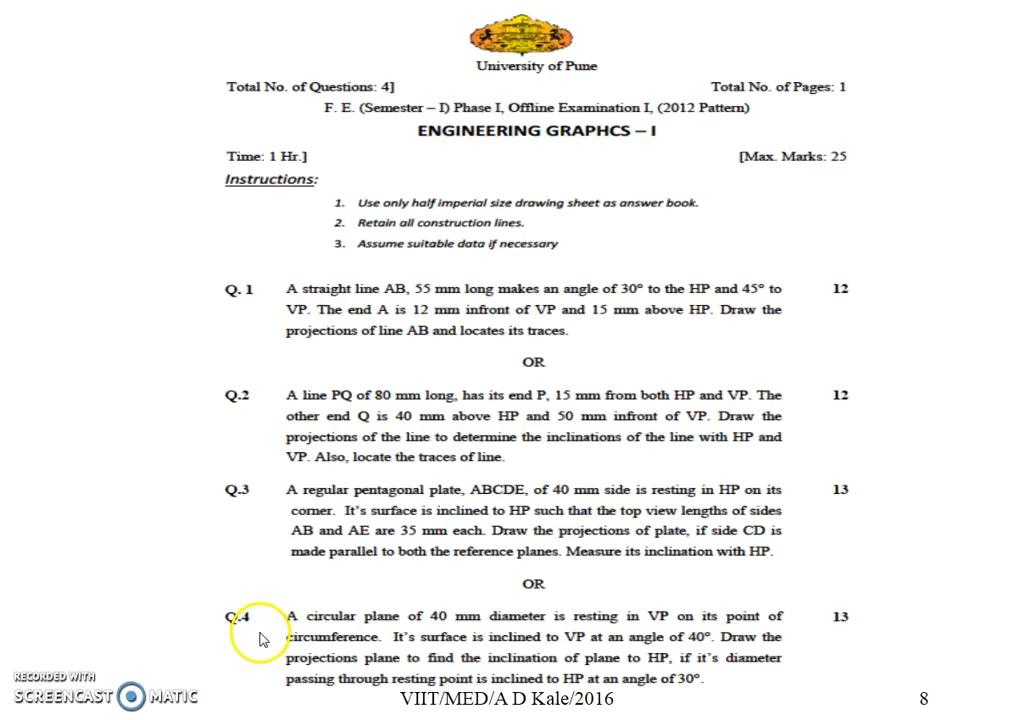 University of Pune
Total No. of Questions: 4] Total No. of Pages: 1
F. E. (Semester – I) Phase I, Offline Examination I, (2012 Pattern)
ENGINEERING GRAPHCS – I
Time: 1 Hr.] [Max. Marks: 25
Instructions:
1. Use only half imperial size drawing sheet as answer book.
2. Retain all construction lines.
3. Assume suitable data if necessary
Q. 1 A straight line AB, 55 mm long makes an angle of 30° to the HP and 45° to 12
VP. The end A is 12 mm infront of VP and 15 mm above HP. Draw the
projections of line AB and locates its traces.
OR
Q.2 A line PQ of 80 mm long, has its end P, 15 mm from both HP and VP. The 12
other end Q is 40 mm above HP and 50 mm infront of VP. Draw the
projections of the line to determine the inclinations of the line with HP and
VP. Also, locate the traces of line.
Q.3 A regular pentagonal plate, ABCDE, of 40 mm side is resting in HP on its 13
corner. It's surface is inclined to HP such that the top view lengths of sides
AB and AE are 35 mm each. Draw the projections of plate, if side CD is
made parallel to both the reference planes. Measure its inclination with HP.
OR
Q.4 A circular plane of 40 mm diameter is resting in VP on its point of 13
circumference. It's surface is inclined to VP at an angle of 40°. Draw the
projections plane to find the inclination of plane to HP, if it's diameter
passing through resting point is inclined to HP at an angle of 30°.
RECORDED WITH
SCREENCAST MATIC
VIIT/MED/A D Kale/2016 8